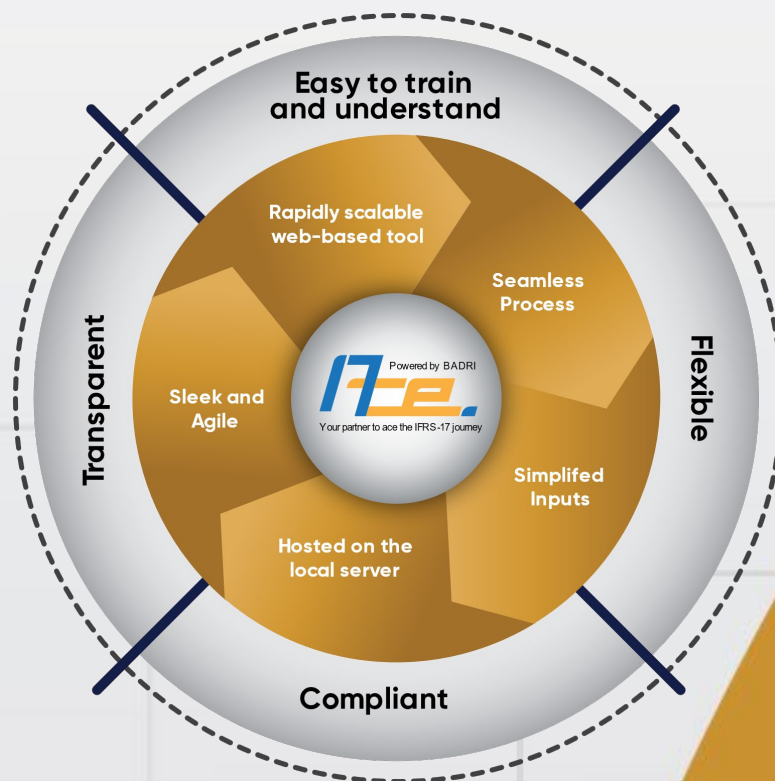 Easy to train
and understand
Rapidly scalable
web-based tool
Seamless
Process
Flexible
Transparent
Sleek and
Agile
Powered by BADRI
17ce.
Your partner to ace the IFRS-17 journey
Simplifed
Inputs
Hosted on the
local server
Compliant